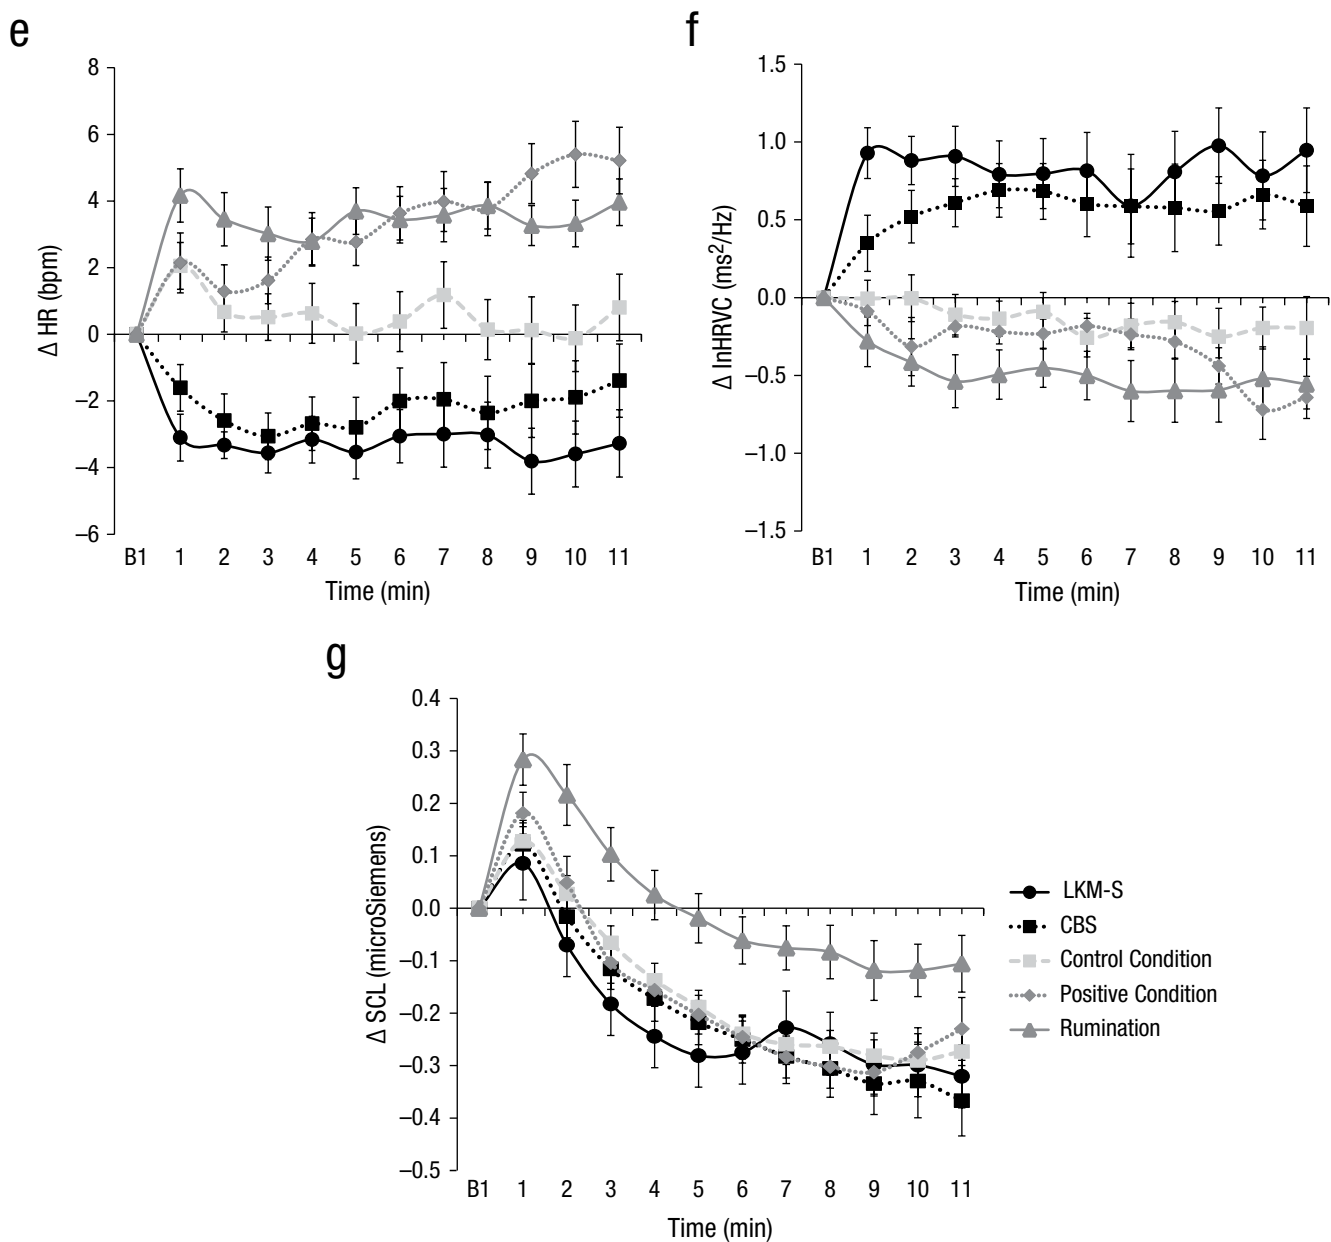 e
8
6
4
2
0
–2
–4
–6
Δ HR (bpm)
B1 1 2 3 4 5 6 7 8 9 10 11
Time (min)
f
1.5
1.0
0.5
0.0
–0.5
–1.0
–1.5
Δ lnHRVC (ms²/Hz)
B1 1 2 3 4 5 6 7 8 9 10 11
Time (min)
g
0.4
0.3
0.2
0.1
0.0
–0.1
–0.2
–0.3
–0.4
–0.5
Δ SCL (microSiemens)
B1 1 2 3 4 5 6 7 8 9 10 11
Time (min)
LKM-S
CBS
Control Condition
Positive Condition
Rumination